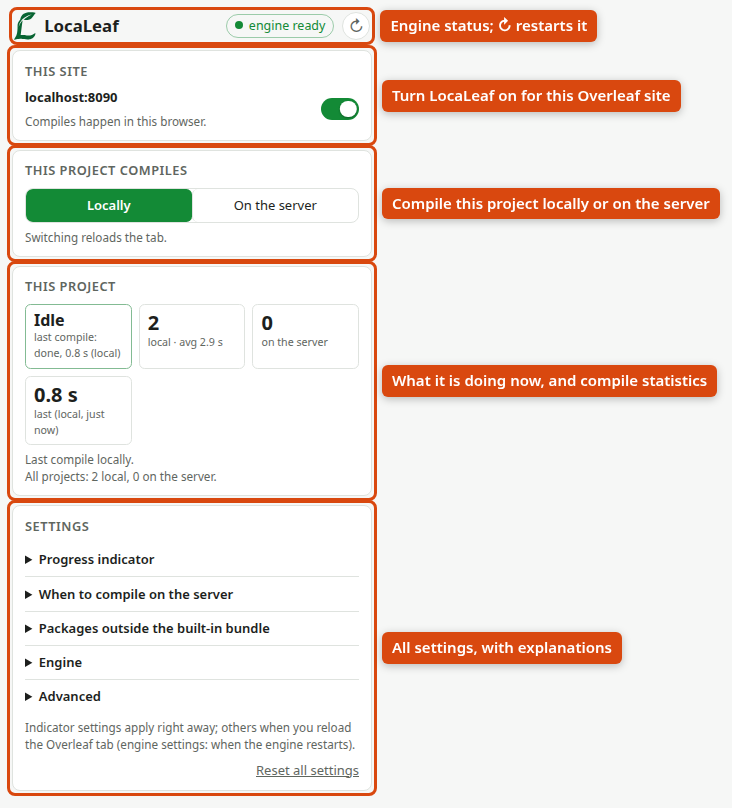 LocaLeaf
engine ready
↻
Engine status; ↻ restarts it
THIS SITE
localhost:8090
Compiles happen in this browser.
Turn LocaLeaf on for this Overleaf site
THIS PROJECT COMPILES
Locally
On the server
Switching reloads the tab.
Compile this project locally or on the server
THIS PROJECT
Idle
last compile:
done, 0.8 s (local)
2
local · avg 2.9 s
0
on the server
0.8 s
last (local, just
now)
Last compile locally.
All projects: 2 local, 0 on the server.
What it is doing now, and compile statistics
SETTINGS
Progress indicator
When to compile on the server
Packages outside the built-in bundle
Engine
Advanced
Indicator settings apply right away; others when you reload
the Overleaf tab (engine settings: when the engine restarts).
Reset all settings
All settings, with explanations